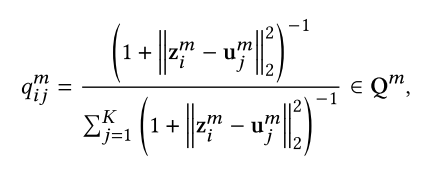 q_{ij}^m = \frac{\left(1 + \left\| \mathbf{z}_i^m - \mathbf{u}_j^m \right\|_2^2 \right)^{-1}}{\sum_{j=1}^K \left(1 + \left\| \mathbf{z}_i^m - \mathbf{u}_j^m \right\|_2^2 \right)^{-1}} \in \mathbf{Q}^m,